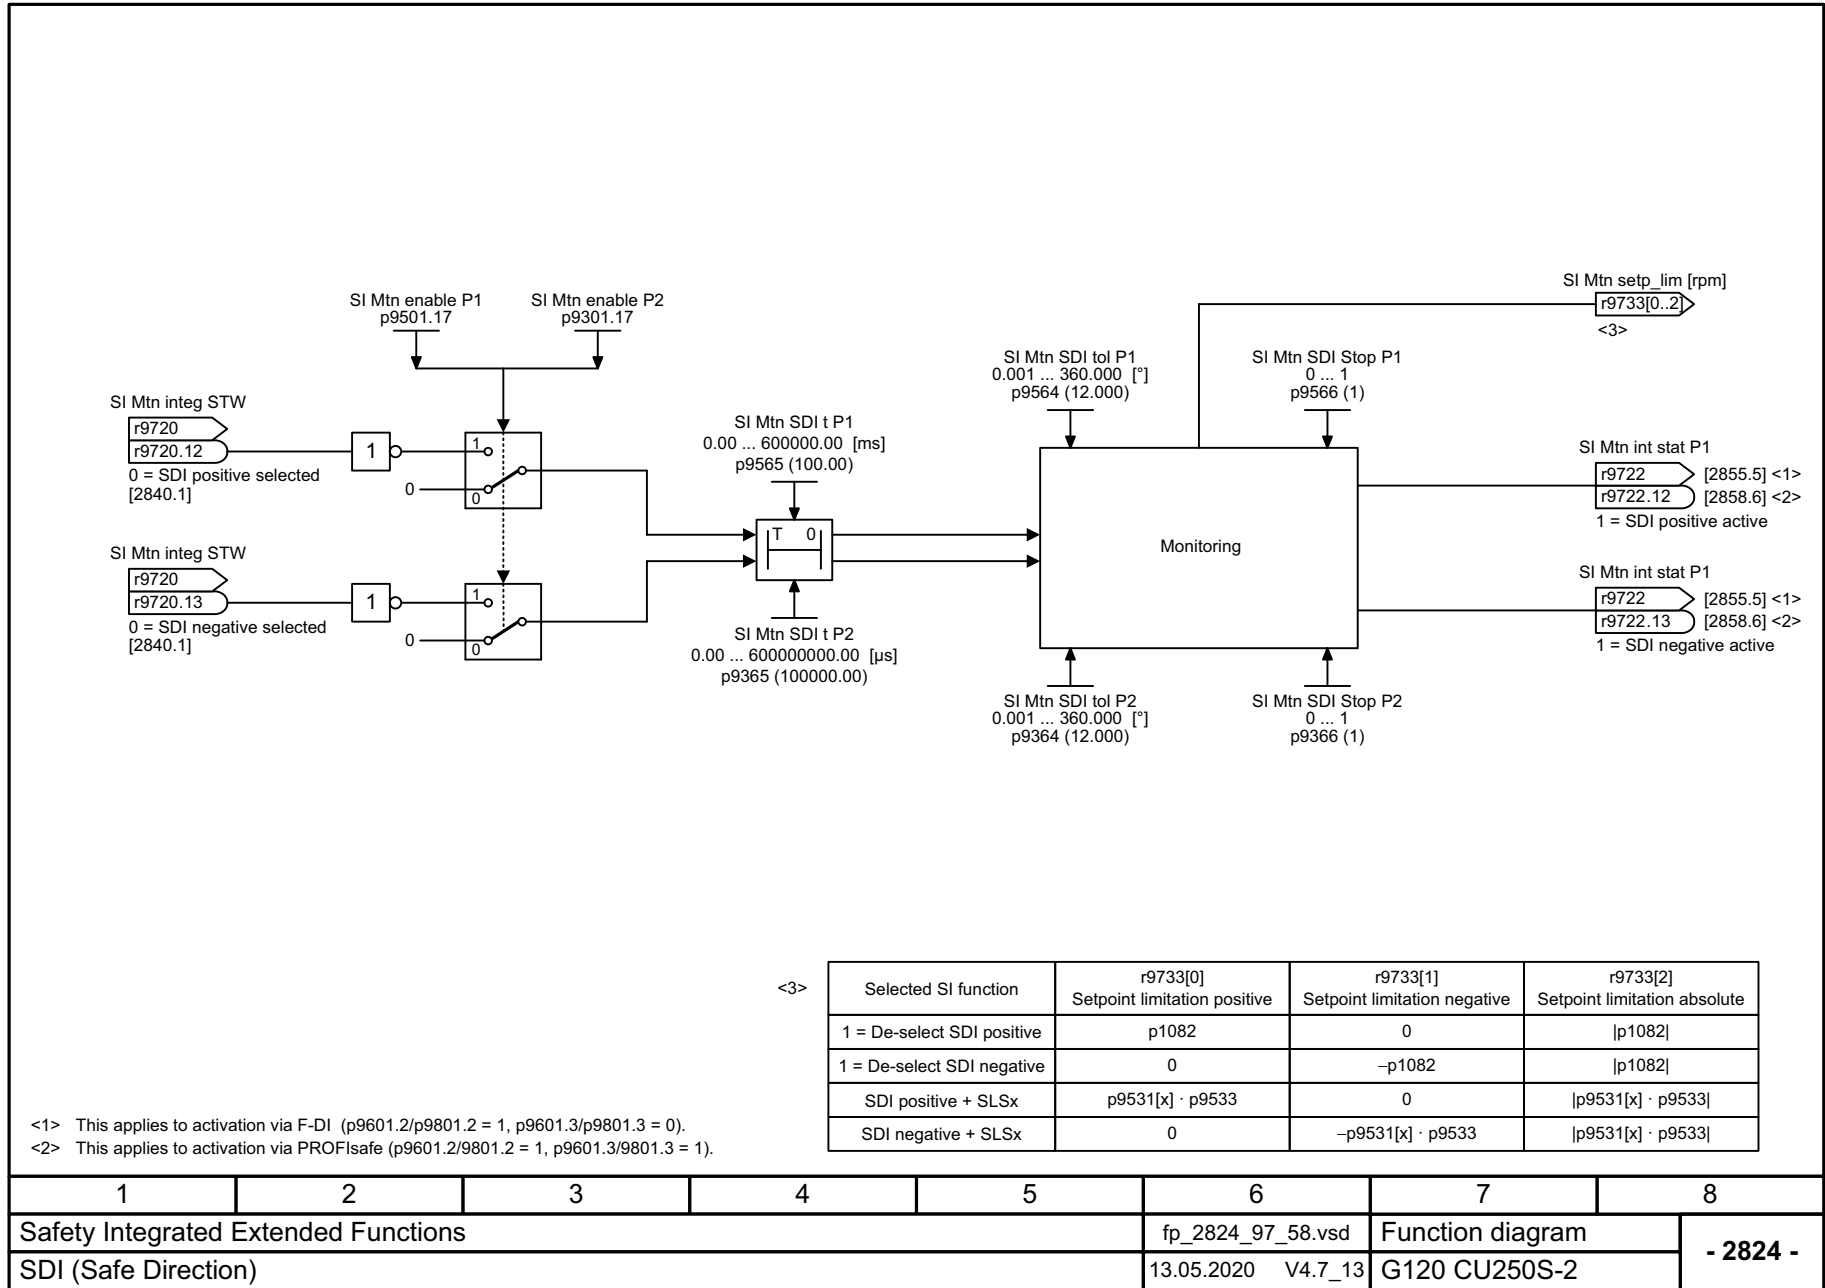 SI Mtn setp_lim [rpm]
r9733[0..2]
<3>
SI Mtn enable P1
p9501.17
SI Mtn enable P2
p9301.17
SI Mtn SDI tol P1
0.001 ... 360.000 [°]
p9564 (12.000)
SI Mtn SDI Stop P1
0 ... 1
p9566 (1)
SI Mtn integ STW
r9720
r9720.12
0 = SDI positive selected
[2840.1]
1
1
0
0
SI Mtn SDI t P1
0.00 ... 600000.00 [ms]
p9565 (100.00)
T 0
SI Mtn int stat P1
r9722 [2855.5] <1>
r9722.12 [2858.6] <2>
1 = SDI positive active
Monitoring
SI Mtn integ STW
r9720
r9720.13
0 = SDI negative selected
[2840.1]
1
1
0
0
SI Mtn SDI t P2
0.00 ... 600000000.00 [µs]
p9365 (100000.00)
SI Mtn int stat P1
r9722 [2855.5] <1>
r9722.13 [2858.6] <2>
1 = SDI negative active
SI Mtn SDI tol P2
0.001 ... 360.000 [°]
p9364 (12.000)
SI Mtn SDI Stop P2
0 ... 1
p9366 (1)
<3>
Selected SI function
r9733[0]
Setpoint limitation positive
r9733[1]
Setpoint limitation negative
r9733[2]
Setpoint limitation absolute
1 = De-select SDI positive p1082 0 |p1082|
1 = De-select SDI negative 0 –p1082 |p1082|
SDI positive + SLSx p9531[x] · p9533 0 |p9531[x] · p9533|
SDI negative + SLSx 0 –p9531[x] · p9533 |p9531[x] · p9533|
<1> This applies to activation via F-DI (p9601.2/p9801.2 = 1, p9601.3/p9801.3 = 0).
<2> This applies to activation via PROFIsafe (p9601.2/9801.2 = 1, p9601.3/9801.3 = 1).
1 2 3 4 5 6 7 8
Safety Integrated Extended Functions fp_2824_97_58.vsd Function diagram
- 2824 -
SDI (Safe Direction) 13.05.2020 V4.7_13 G120 CU250S-2